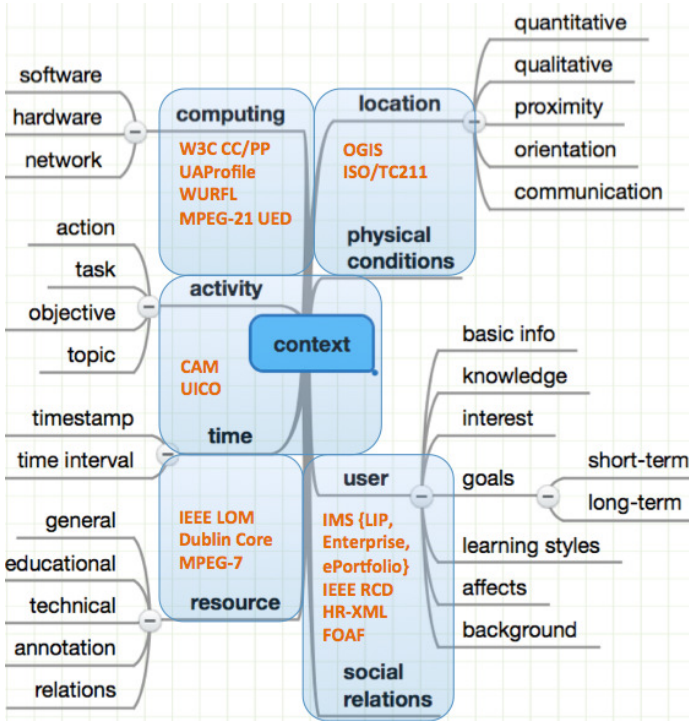 quantitative
software
qualitative
computing
location
hardware
proximity
W3C CC/PP
OGIS
orientation
network
UAProfile
ISO/TC211
WURFL
communication
MPEG-21 UED
action
physical
conditions
task
activity
objective
context
basic info
topic
CAM
knowledge
UICO
timestamp
interest
time
time interval
user
goals
short-term
long-term
general
IEEE LOM
IMS {LIP,
Dublin Core
Enterprise,
learning styles
educational
MPEG-7
ePortfolio}
technical
resource
IEEE RCD
affects
HR-XML
annotation
FOAF
background
relations
social
relations